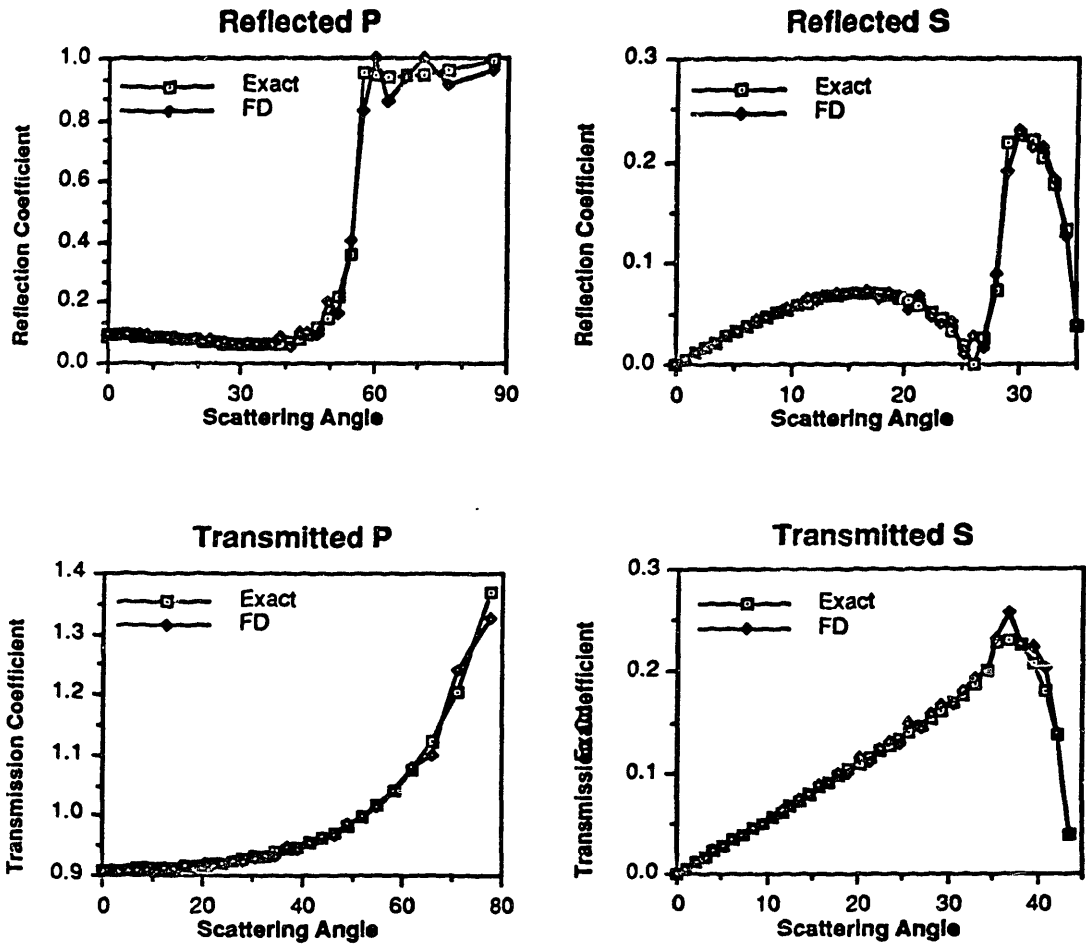 Reflected P
1.0
0.8
0.6
0.4
0.2
0.0
Reflection Coefficient
Exact
FD
0
30
60
90
Scattering Angle
Reflected S
0.3
0.2
0.1
0.0
Reflection Coefficient
Exact
FD
0
10
20
30
Scattering Angle
Transmitted P
1.4
1.3
1.2
1.1
1.0
0.9
Transmission Coefficient
Exact
FD
0
20
40
60
80
Scattering Angle
Transmitted S
0.3
0.2
0.1
0.0
Exact
FD
0
10
20
30
40
Scattering Angle